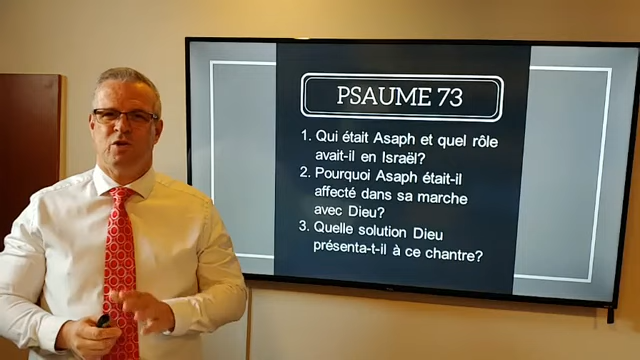 PSAUME 73
1. Qui était Asaph et quel rôle
avait-il en Israël?
2. Pourquoi Asaph était-il
affecté dans sa marche
avec Dieu?
3. Quelle solution Dieu
présenta-t-il à ce chantre?